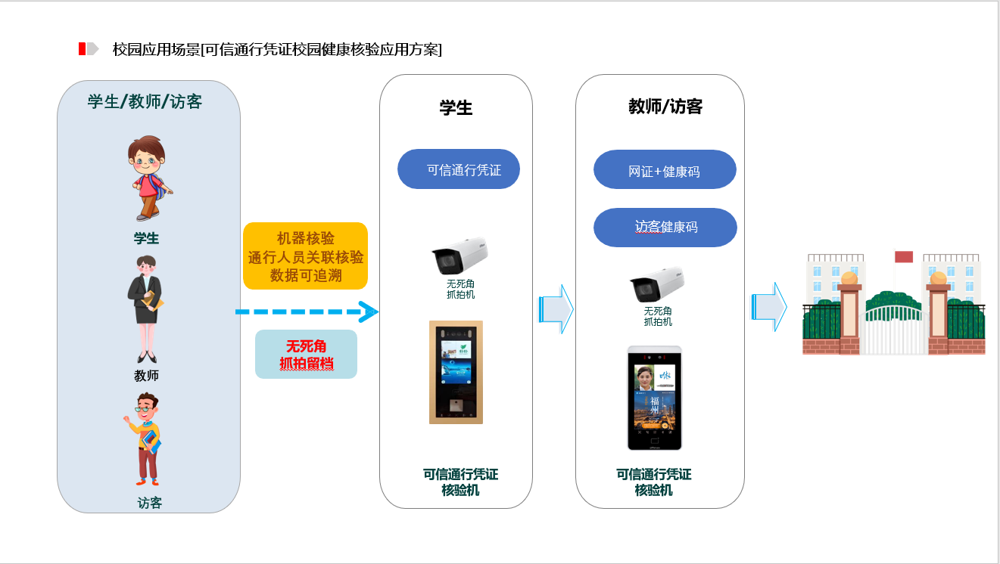 校园应用场景[可信通行凭证校园健康核验应用方案]
学生/教师/访客
学生
教师
访客
机器核验
通行人员关联核验
数据可追溯
无死角
抓拍留档
学生
可信通行凭证
无死角
抓拍机
可信通行凭证
核验机
教师/访客
网证+健康码
访客健康码
无死角
抓拍机
福州
可信通行凭证
核验机